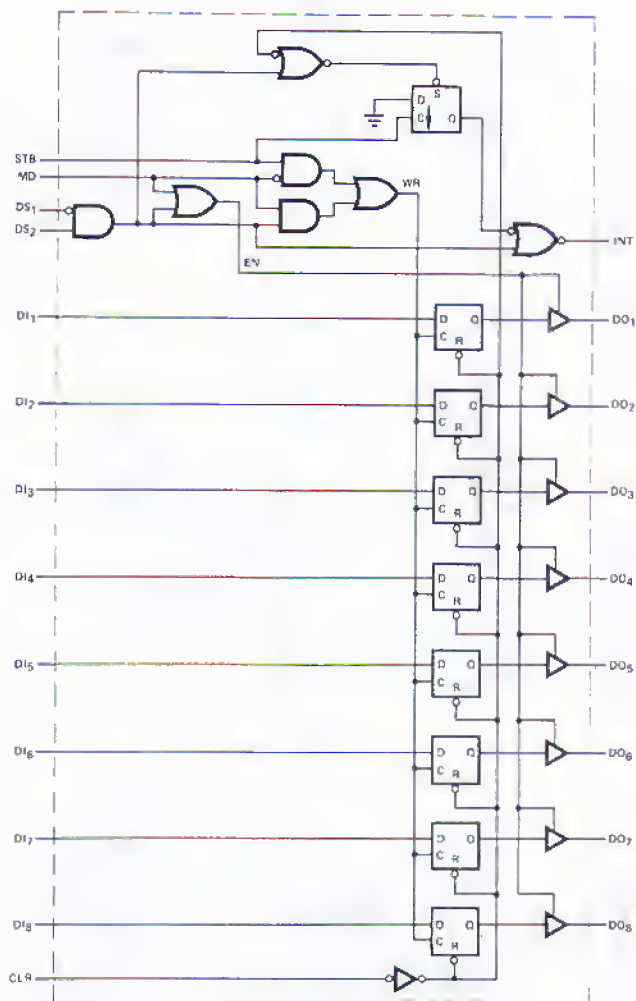 S
D
C Q
STB
MD
WR
DS1
DS2
INT
EN
DI1 D Q DO1
C R
DI2 D Q DO2
C R
DI3 D Q DO3
C R
DI4 D Q DO4
C R
DI5 D Q DO5
C R
DI6 D Q DO6
C R
DI7 D Q DO7
C R
DI8 D Q DO8
C R
CLR